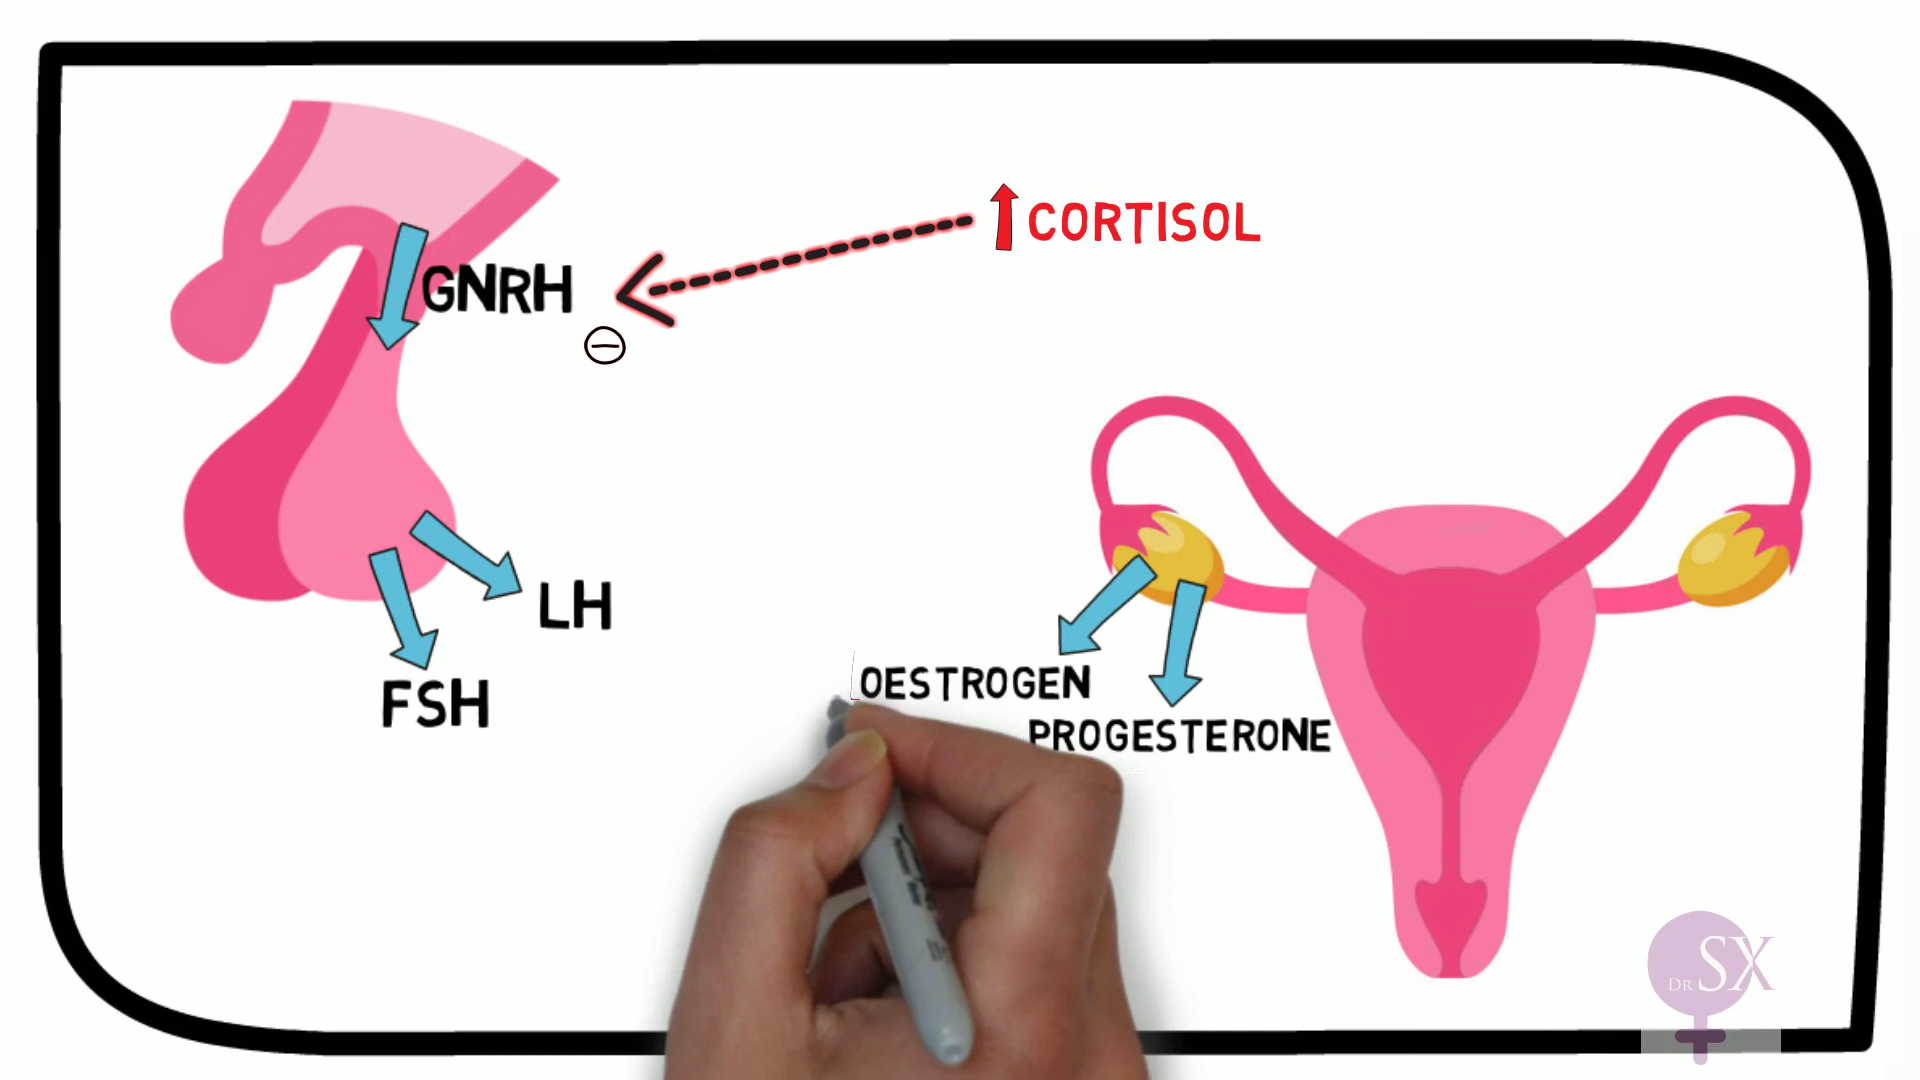 CORTISOL
GNRH
LH
FSH
OESTROGEN
PROGESTERONE
DR SX